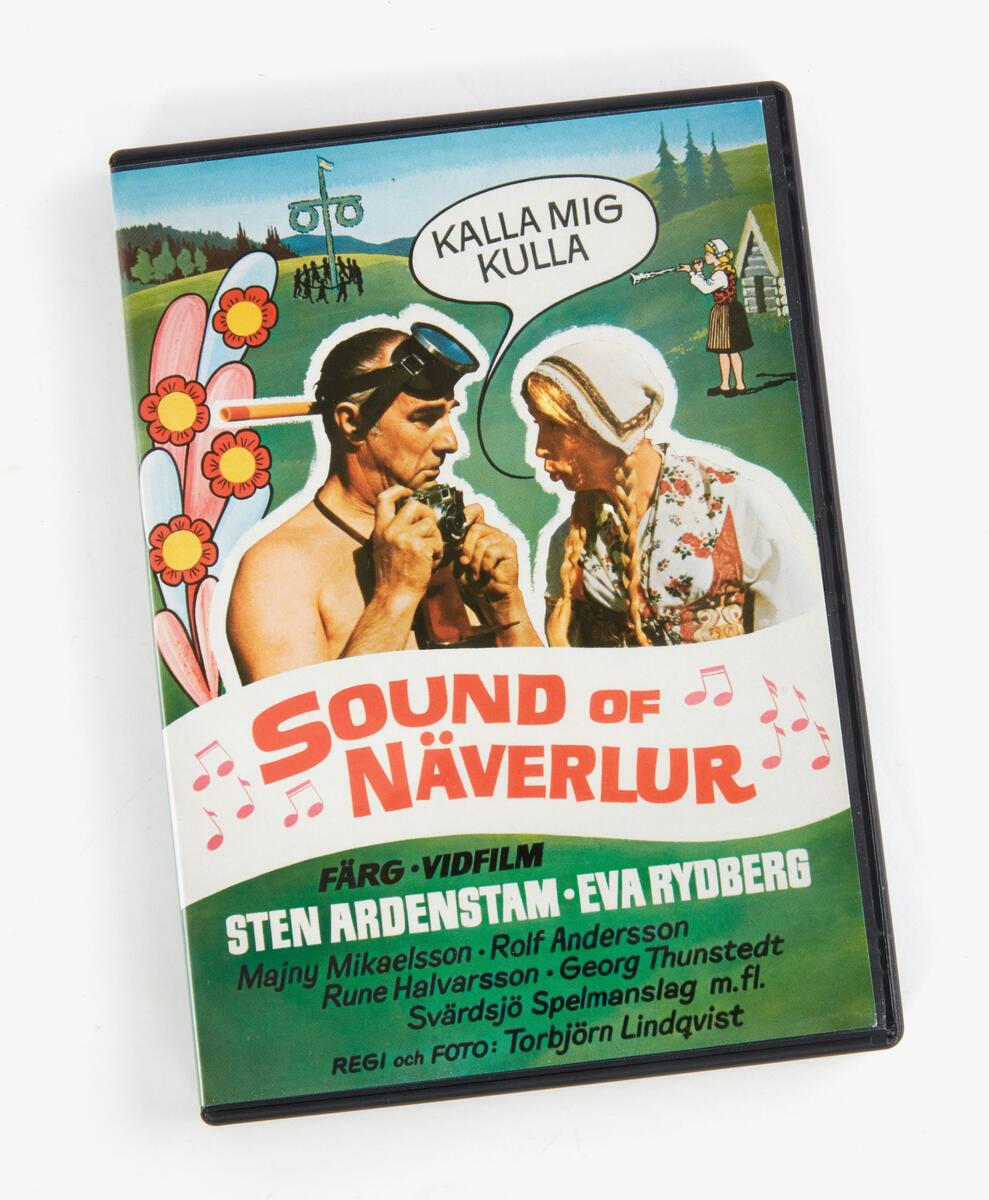 KALLA MIG
KULLA
SOUND OF
NÄVERLUR
FÄRG • VIDFILM
STEN ARDENSTAM • EVA RYDBERG
Majny Mikaelsson • Rolf Andersson
Rune Halvarsson • Georg Thunstedt
Svärdsjö Spelmanslag m.fl.
REGI och FOTO: Torbjörn Lindqvist